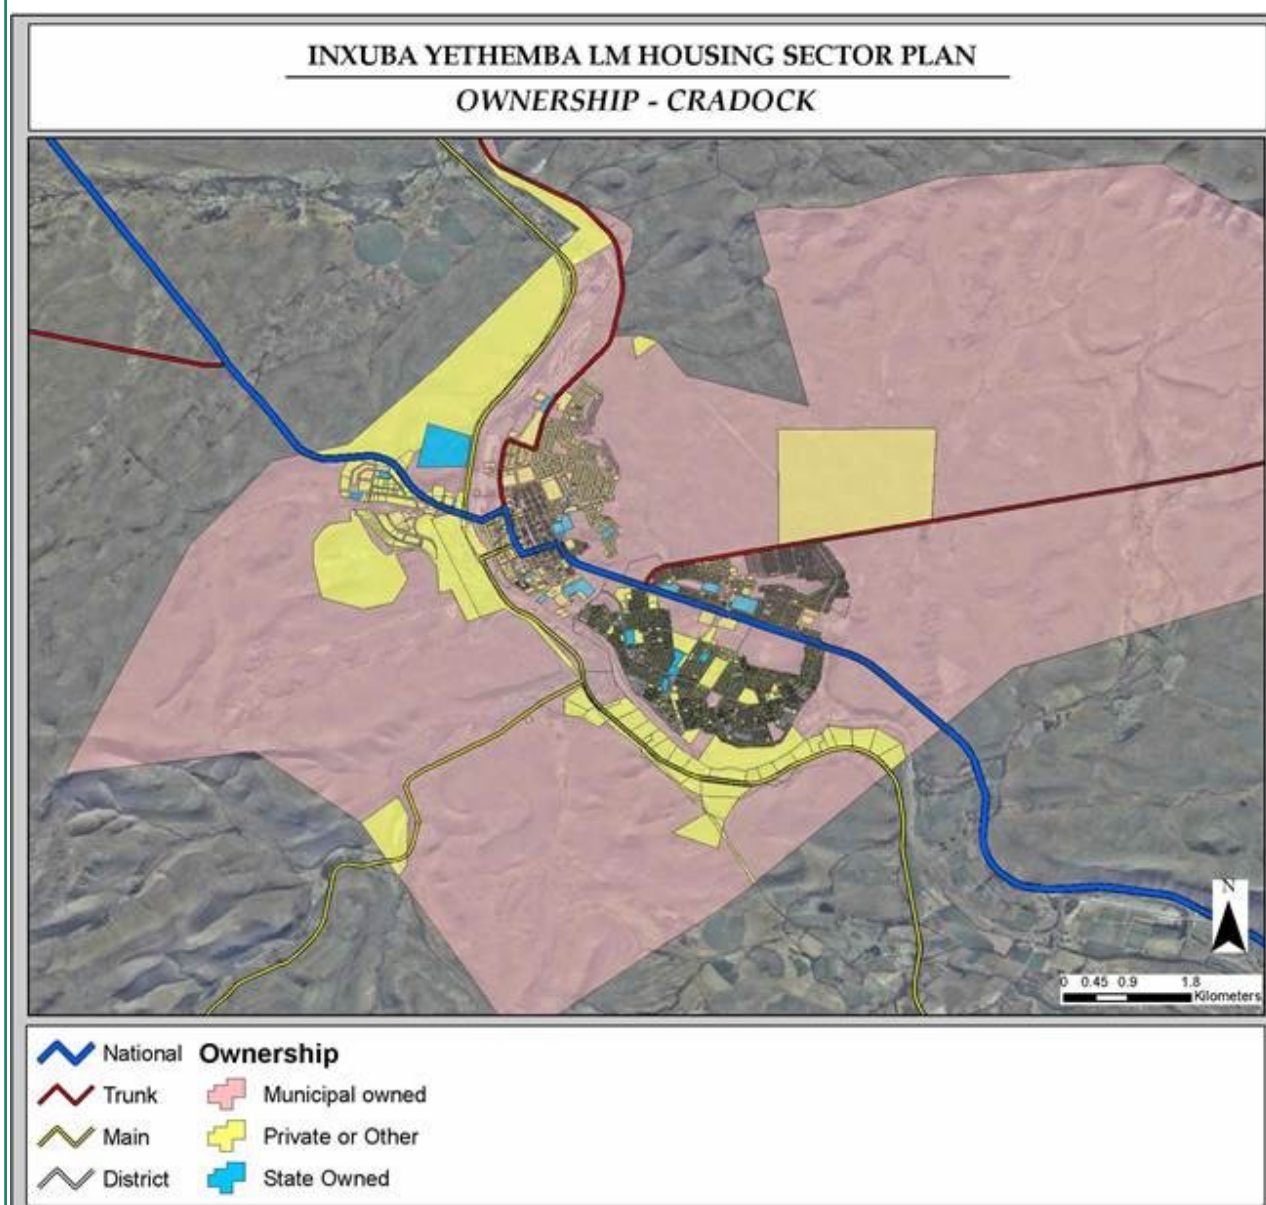 INXUBA YETHEMBA LM HOUSING SECTOR PLAN
OWNERSHIP - CRADOCK
N
0 0.45 0.9 1.8
Kilometers
National
Trunk
Main
District
Ownership
Municipal owned
Private or Other
State Owned